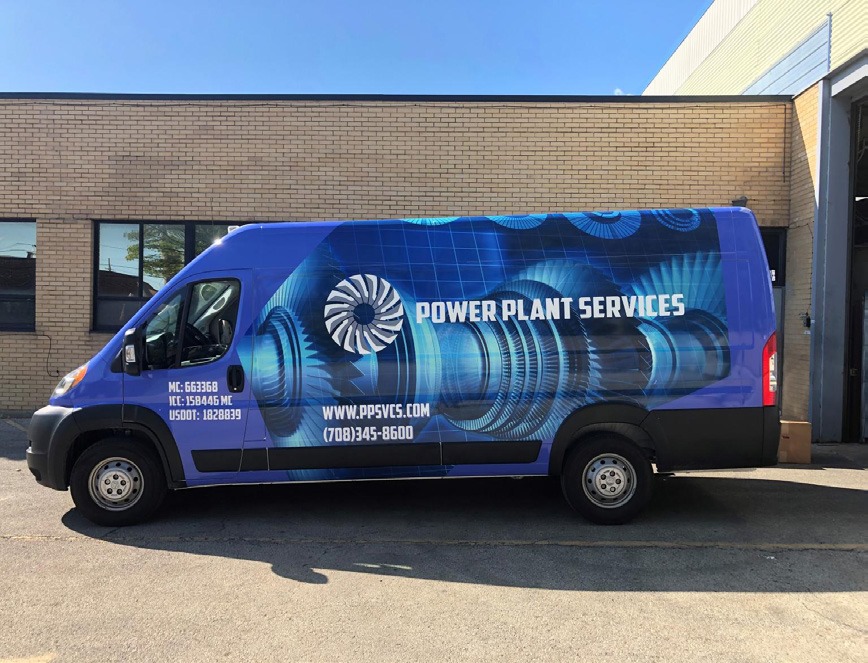 POWER PLANT SERVICES
MC: 663368
ICC: 158446 MC
USDOT: 1828839
WWW.PPSVCS.COM
(708)345-8600